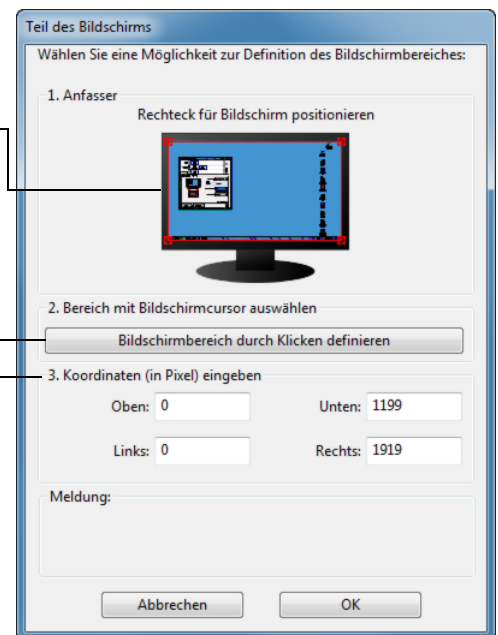 Teil des Bildschirms
Wählen Sie eine Möglichkeit zur Definition des Bildschirmbereiches:
1. Anfasser
Rechteck für Bildschirm positionieren
2. Bereich mit Bildschirmcursor auswählen
Bildschirmbereich durch Klicken definieren
3. Koordinaten (in Pixel) eingeben
Oben: 0 Unten: 1199
Links: 0 Rechts: 1919
Meldung:
Abbrechen OK